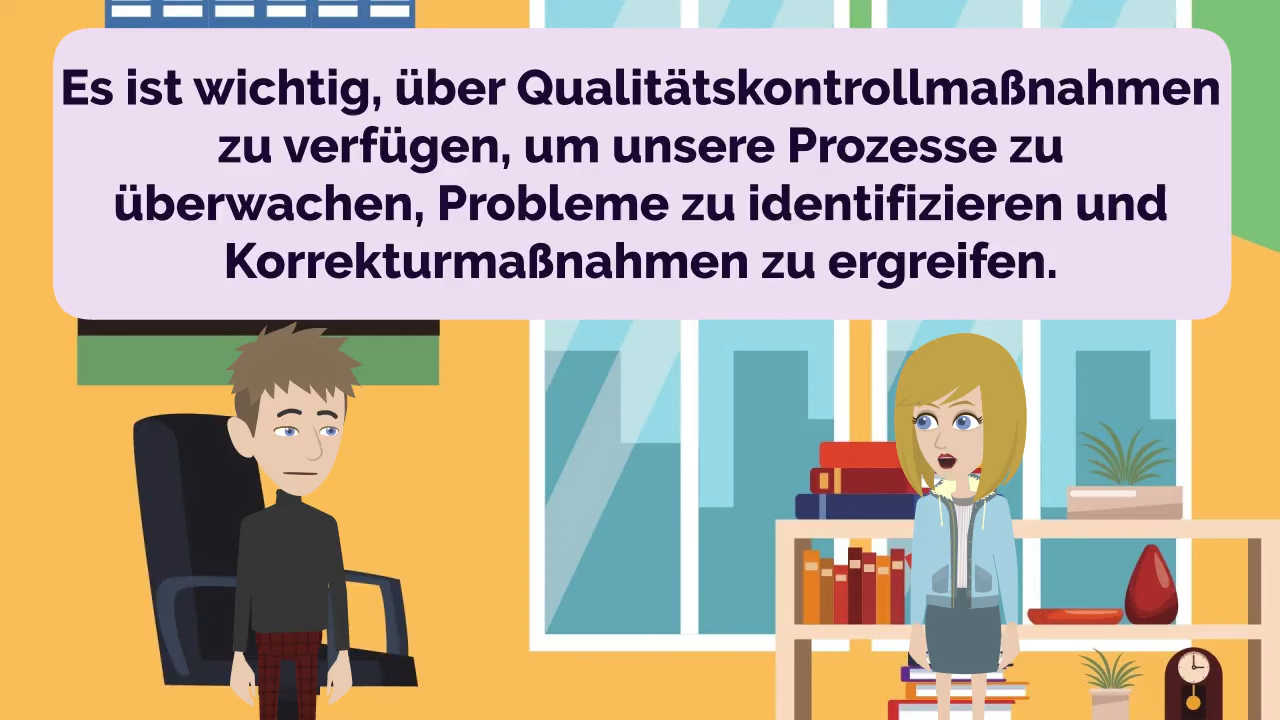 Es ist wichtig, über Qualitätskontrollmaßnahmen
zu verfügen, um unsere Prozesse zu
überwachen, Probleme zu identifizieren und
Korrekturmaßnahmen zu ergreifen.